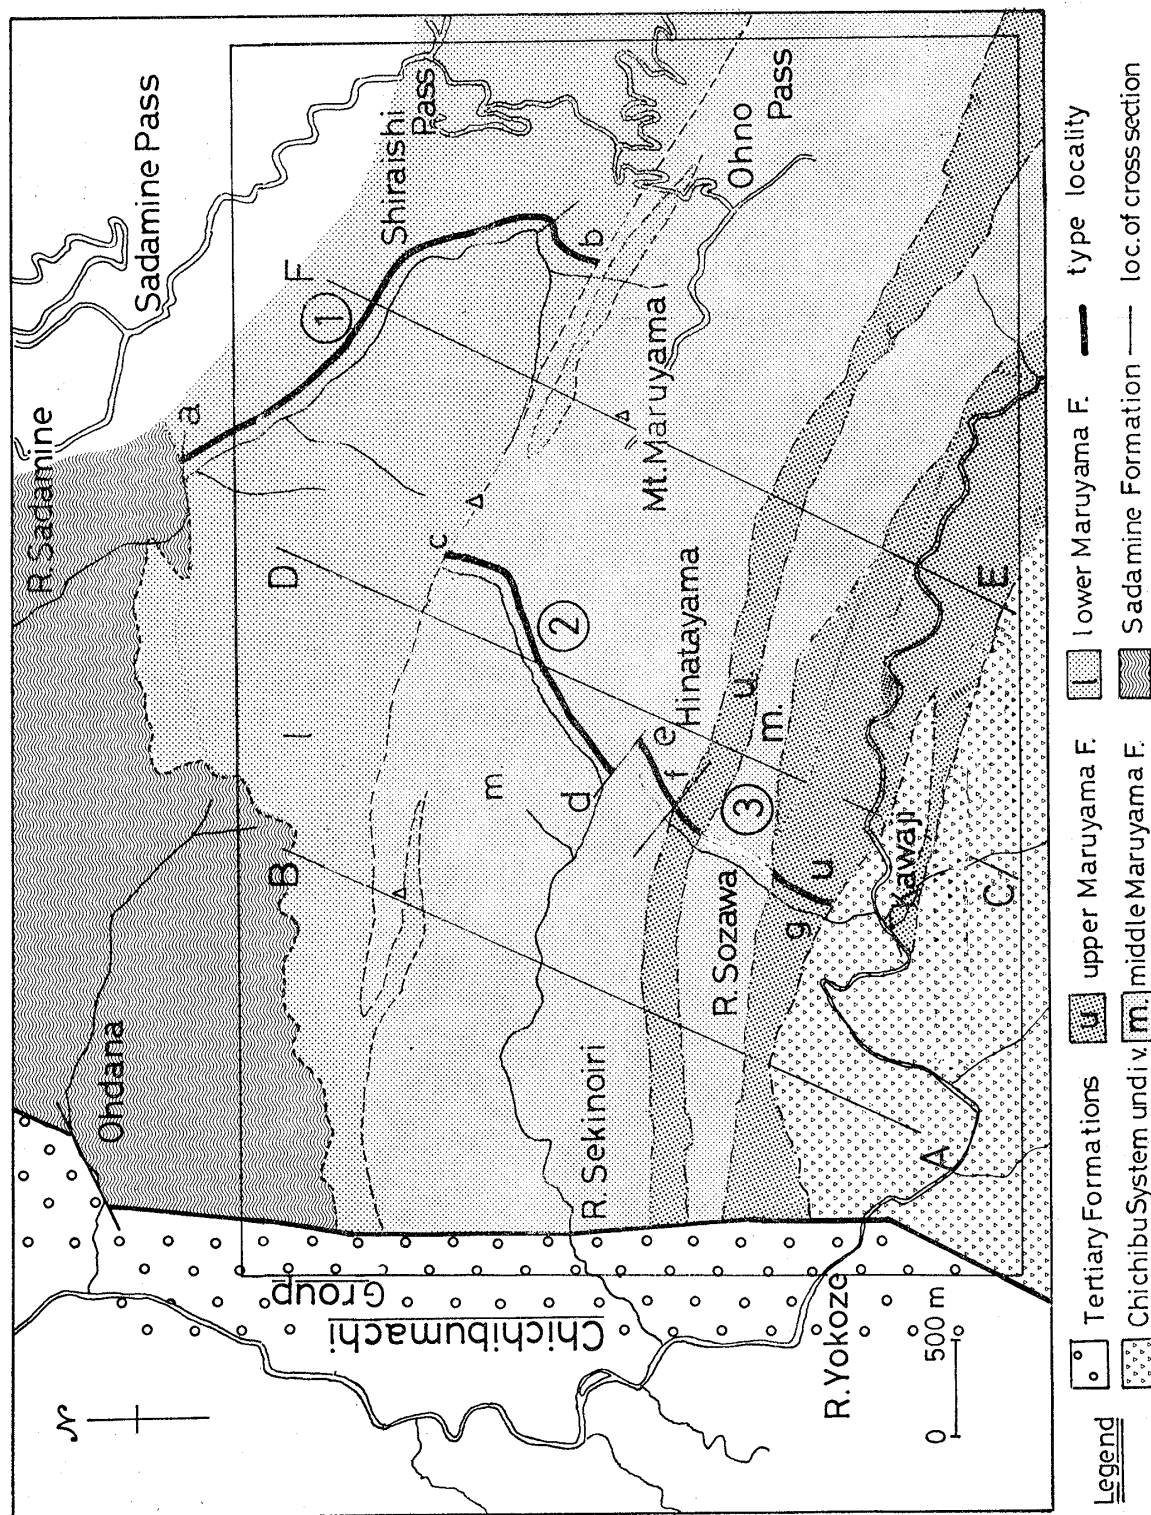 N
Sadamine Pass
R.Sadamine
Shiraishi
Pass
Ohno
Pass
a
b
F
1
Mt.Maruyama
c
D
2
l
B
m
d
e
f
Hinatayama
u
m.
3
u
g
R.Sozawa
Kawaji
E
C
A
Ohdana
R.Sekinoiri
Chichibumachi
Group
R.Yokoze
0 500 m
Legend
Tertiary Formations
u upper Maruyama F.
l lower Maruyama F.
type locality
Chichibu System undiv.
m. middle Maruyama F.
Sadamine Formation
loc. of cross section